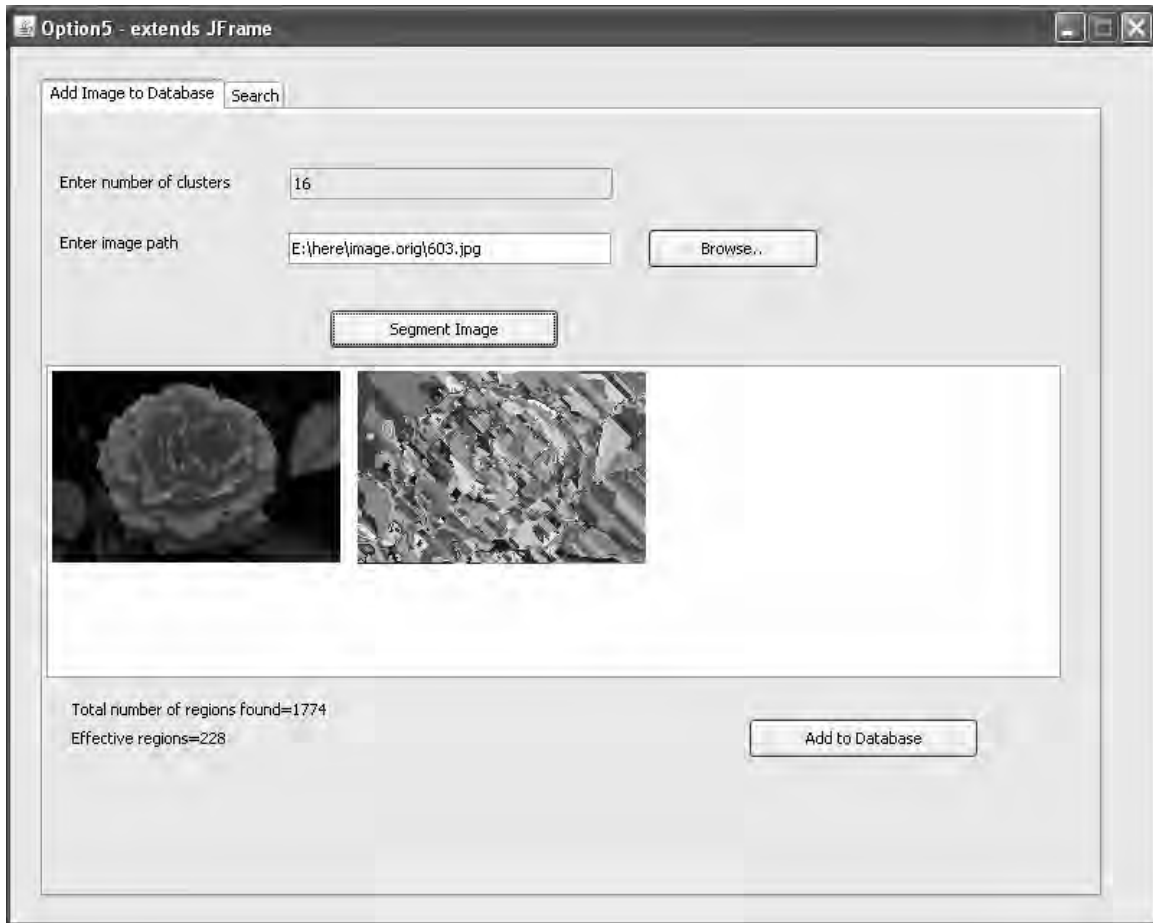 Option5 - extends JFrame
Add Image to Database
Search
Enter number of clusters
16
Enter image path
E:\here\image.orig\603.jpg
Browse..
Segment Image
Total number of regions found=1774
Effective regions=228
Add to Database